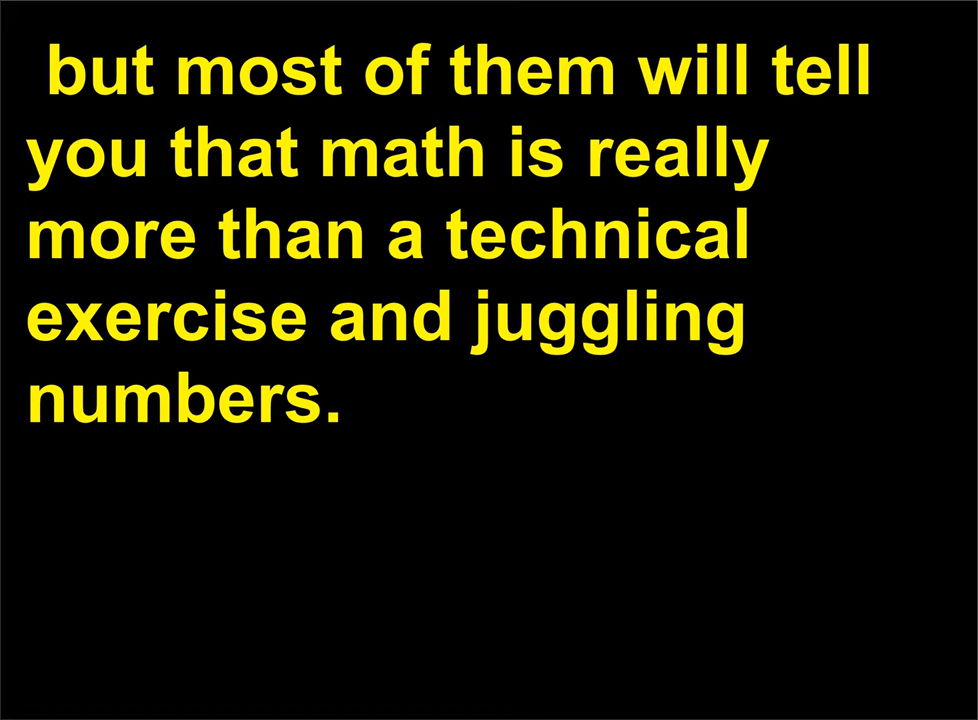 but most of them will tell
you that math is really
more than a technical
exercise and juggling
numbers.